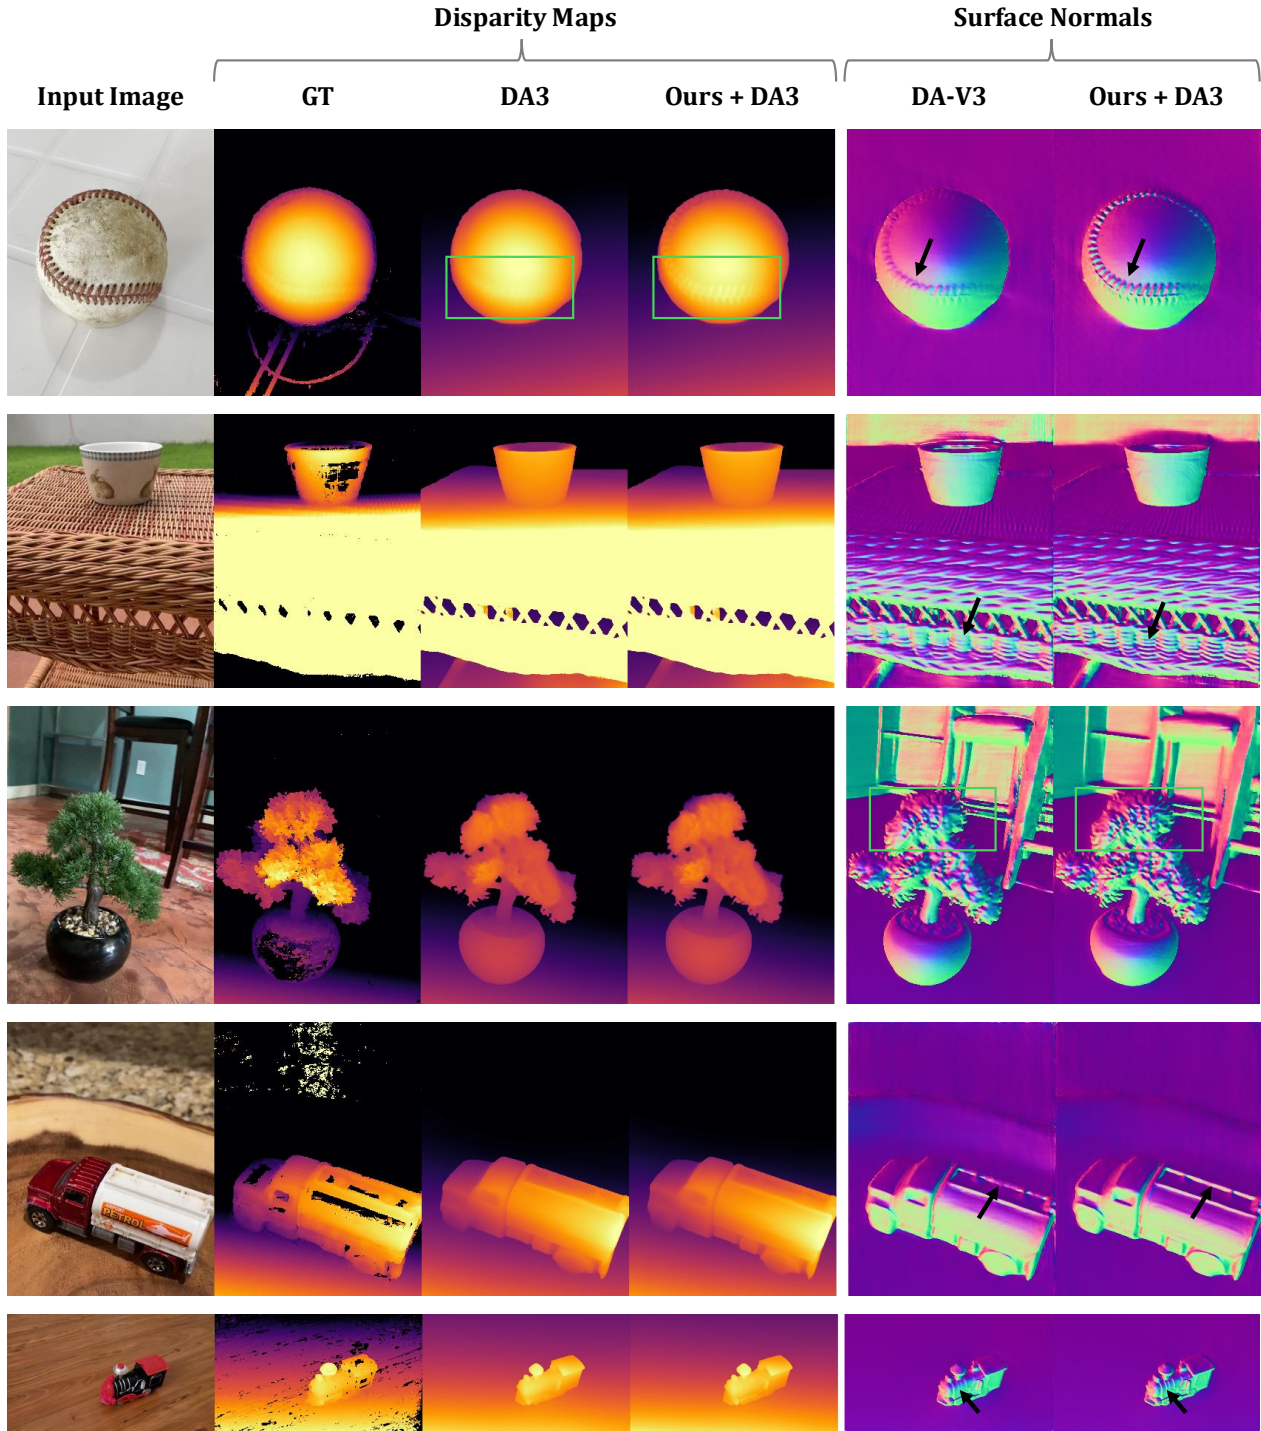 Disparity Maps
Surface Normals
Input Image
GT
DA3
Ours + DA3
DA-V3
Ours + DA3
PETROL